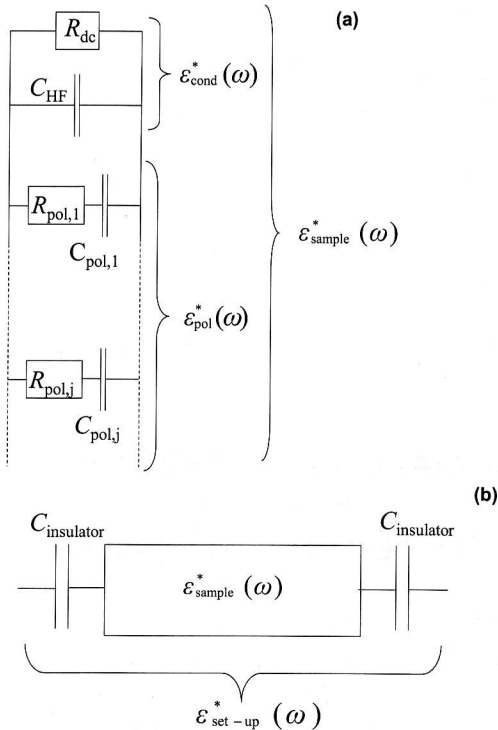 (a)
R_dc
C_HF
ε*_cond(ω)
R_pol,1
C_pol,1
ε*_sample(ω)
ε*_pol(ω)
R_pol,j
C_pol,j
(b)
C_insulator
C_insulator
ε*_sample(ω)
ε*_set-up(ω)